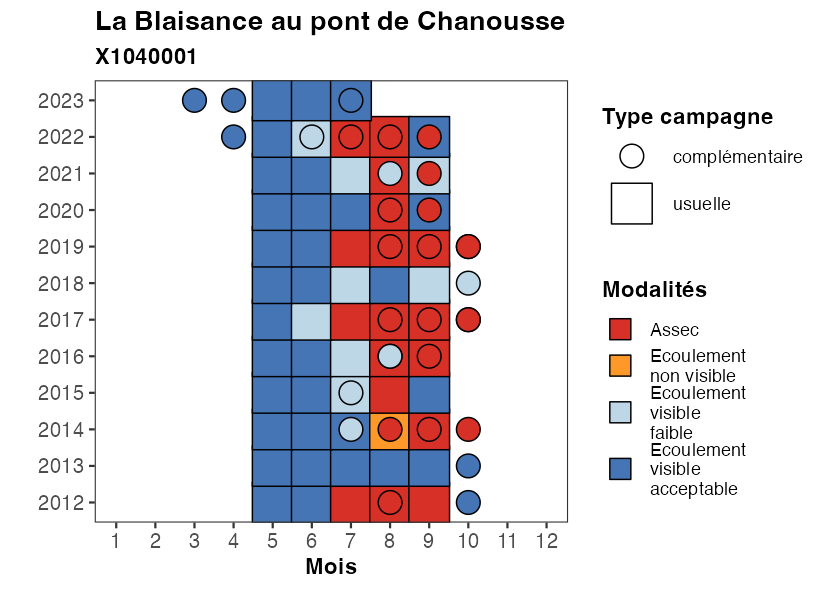 La Blaisance au pont de Chanousse
X1040001
2023
2022
2021
2020
2019
2018
2017
2016
2015
2014
2013
2012
1 2 3 4 5 6 7 8 9 10 11 12
Mois
Type campagne
complémentaire
usuelle
Modalités
Assec
Ecoulement
non visible
Ecoulement
visible
faible
Ecoulement
visible
acceptable